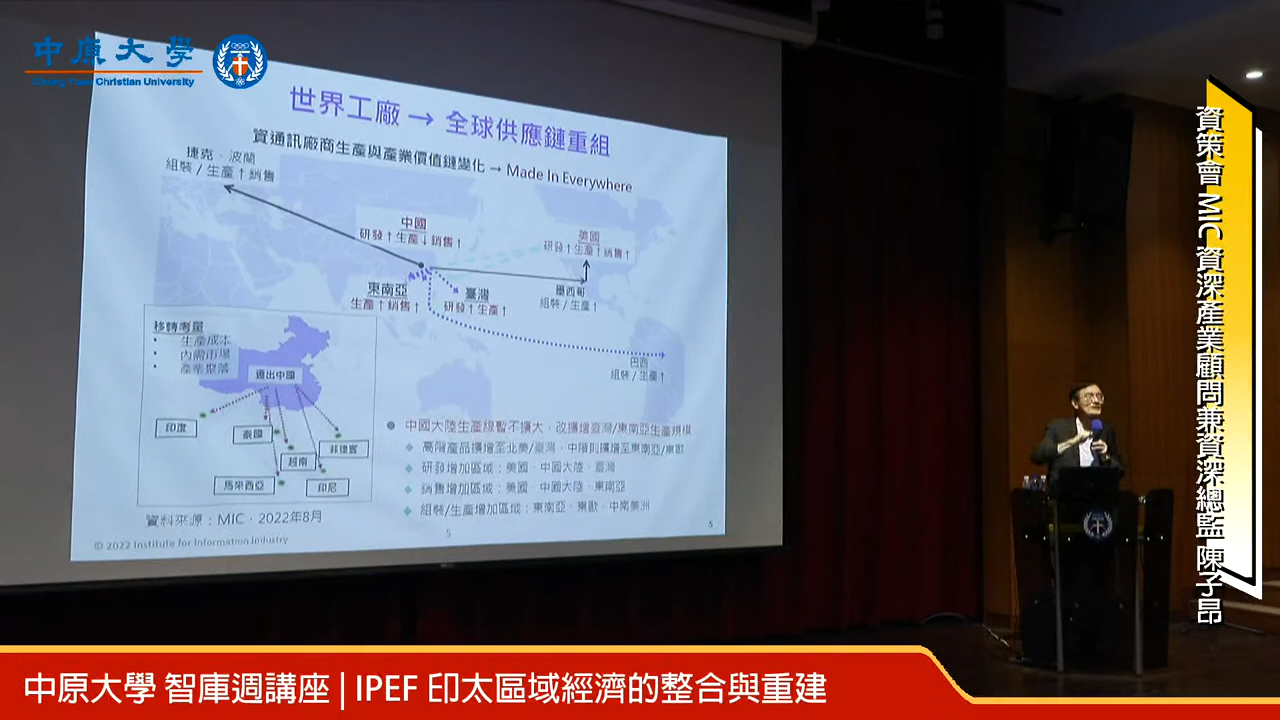 中原大學
Chung Yuan Christian University
世界工廠 → 全球供應鏈重組
資通訊廠商生產與產業價值鏈變化 → Made In Everywhere
捷克、波蘭
組裝 / 生產↑銷售
中國
研發↑生產↓銷售↑
美國
研發↑生產↑銷售↑
東南亞
生產↑銷售↑
臺灣
研發↑生產↑
墨西哥
組裝 / 生產↑
巴西
組裝 / 生產↑
移轉考量
• 生產成本
• 內需市場
• 產業聚落
遷出中國
印度
泰國
越南
菲律賓
馬來西亞
印尼
● 中國大陸生產線暫不擴大，改擴增臺灣/東南亞生產規模
◆ 高階產品擴增至北美/臺灣，中階則擴增至東南亞/東歐
◆ 研發增加區域：美國、中國大陸、臺灣
◆ 銷售增加區域：美國、中國大陸、東南亞
◆ 組裝/生產增加區域：東南亞、東歐、中南美洲
資料來源：MIC，2022年8月
© 2022 Institute for Information Industry
5
5
資策會 MIC 資深產業顧問兼資深總監 陳子昂
中原大學 智庫週講座 | IPEF 印太區域經濟的整合與重建